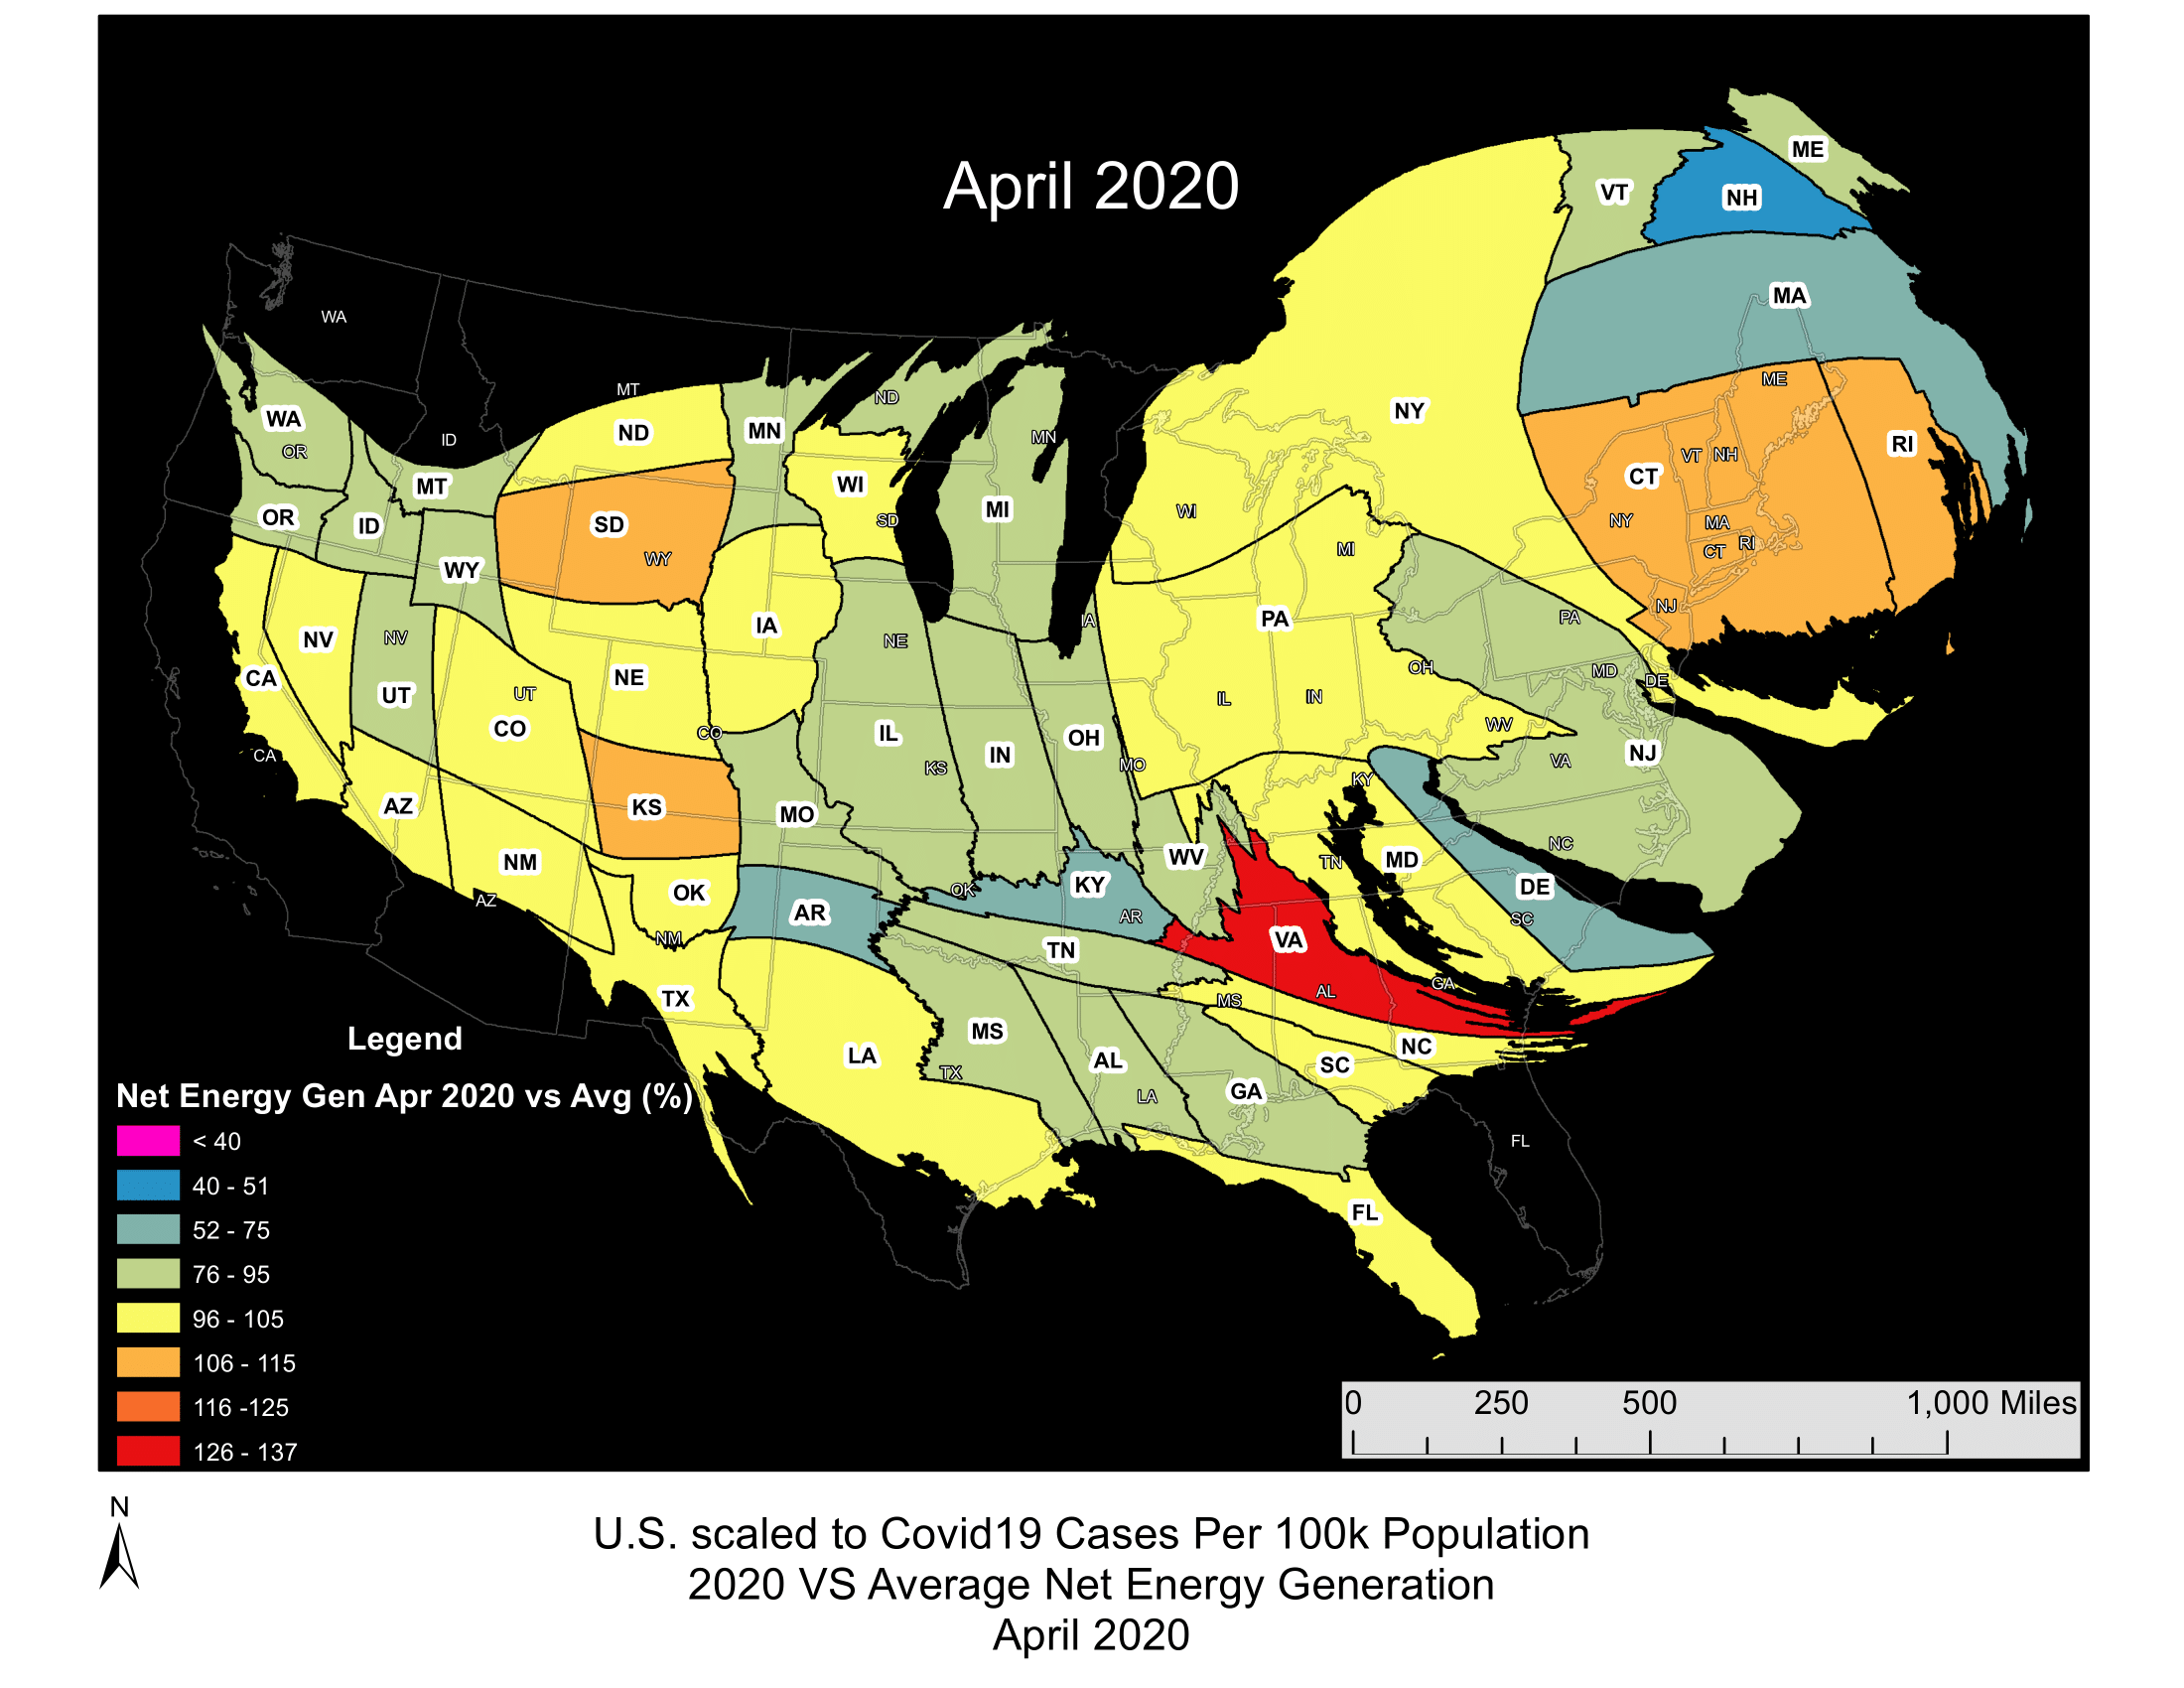 April 2020
ME
VT
NH
MA
WA
MT
ME
ND
NY
WA
ND
MN
MN
RI
OR
ID
VT
NH
CT
MT
WI
MI
WI
OR
ID
SD
SD
NY
MA
WY
CT
RI
MI
WY
NJ
PA
PA
IA
IA
NV
NV
NE
OH
MD
DE
CA
UT
UT
NE
IL
IN
WV
CO
CO
IL
IN
OH
NJ
VA
CA
KS
MO
KY
AZ
KS
MO
NC
NM
WV
TN
MD
OK
OK
KY
DE
AZ
AR
AR
SC
NM
TN
VA
TX
MS
AL
GA
MS
NC
LA
AL
SC
TX
LA
GA
FL
FL
Legend
Net Energy Gen Apr 2020 vs Avg (%)
< 40
40 - 51
52 - 75
76 - 95
96 - 105
106 - 115
116 -125
126 - 137
0 250 500 1,000 Miles
N
U.S. scaled to Covid19 Cases Per 100k Population
2020 VS Average Net Energy Generation
April 2020